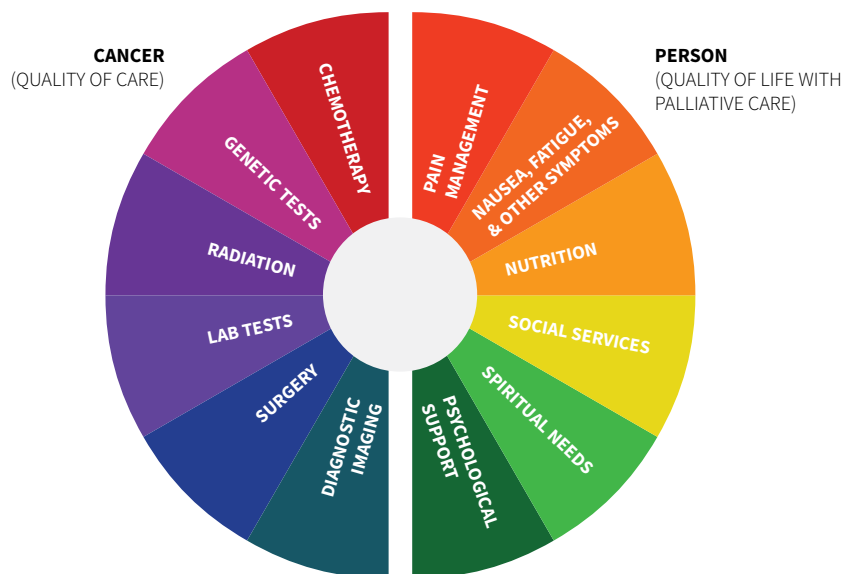 CANCER
(QUALITY OF CARE)
PERSON
(QUALITY OF LIFE WITH
PALLIATIVE CARE)
CHEMOTHERAPY
GENETIC TESTS
RADIATION
LAB TESTS
SURGERY
DIAGNOSTIC
IMAGING
PAIN
MANAGEMENT
NAUSEA, FATIGUE,
& OTHER SYMPTOMS
NUTRITION
SOCIAL SERVICES
SPIRITUAL NEEDS
PSYCHOLOGICAL
SUPPORT